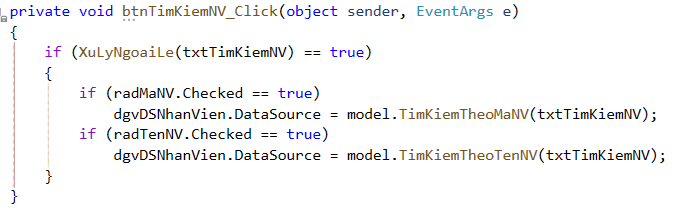 private void btnTimKiemNV_Click(object sender, EventArgs e)
{
if (XuLyNgoaiLe(txtTimKiemNV) == true)
{
if (radMaNV.Checked == true)
dgvDSNhanVien.DataSource = model.TimKiemTheoMaNV(txtTimKiemNV);
if (radTenNV.Checked == true)
dgvDSNhanVien.DataSource = model.TimKiemTheoTenNV(txtTimKiemNV);
}
}